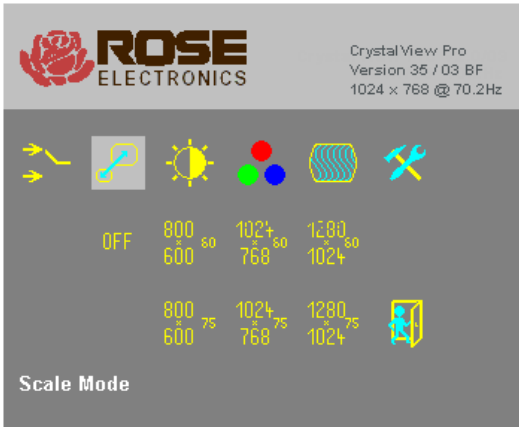 ROSE
ELECTRONICS
CrystalView Pro
Version 35 / 03 BF
1024 x 768 @ 70.2Hz
OFF
800 x 600 60
1024 x 768 60
1280 x 1024 60
800 x 600 75
1024 x 768 75
1280 x 1024 75
Scale Mode